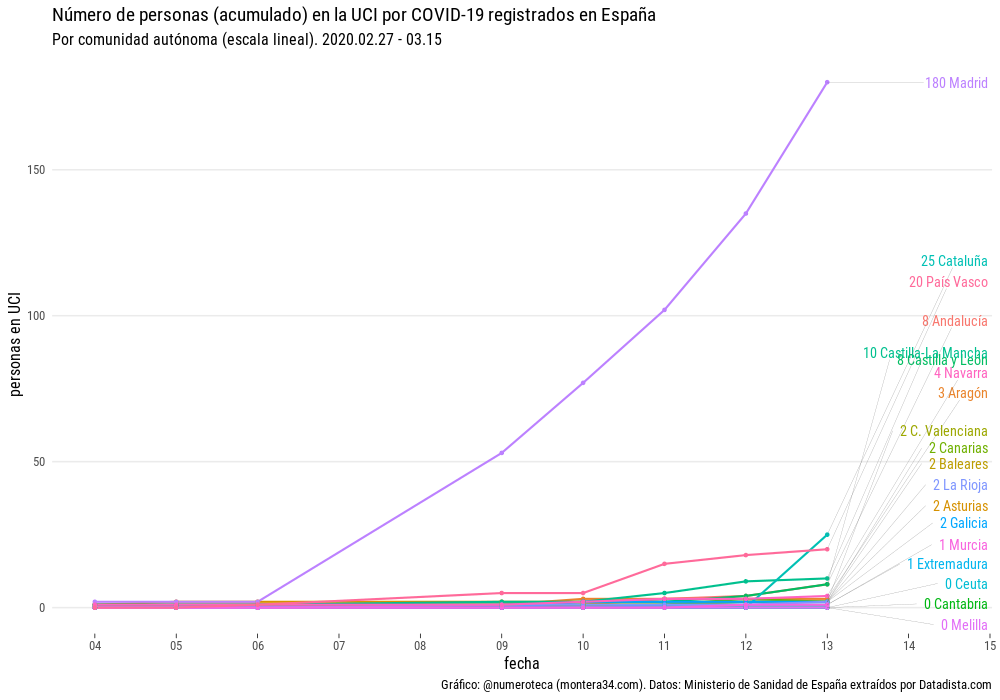 Número de personas (acumulado) en la UCI por COVID-19 registrados en España
Por comunidad autónoma (escala lineal). 2020.02.27 - 03.15
180 Madrid
150
25 Cataluña
20 País Vasco
100
8 Andalucía
10 Castilla-La Mancha
8 Castilla y León
4 Navarra
3 Aragón
2 C. Valenciana
2 Canarias
50
2 Baleares
2 La Rioja
2 Asturias
2 Galicia
1 Murcia
1 Extremadura
0 Ceuta
0
0 Cantabria
0 Melilla
personas en UCI
04 05 06 07 08 09 10 11 12 13 14 15
fecha
Gráfico: @numeroteca (montera34.com). Datos: Ministerio de Sanidad de España extraídos por Datadista.com